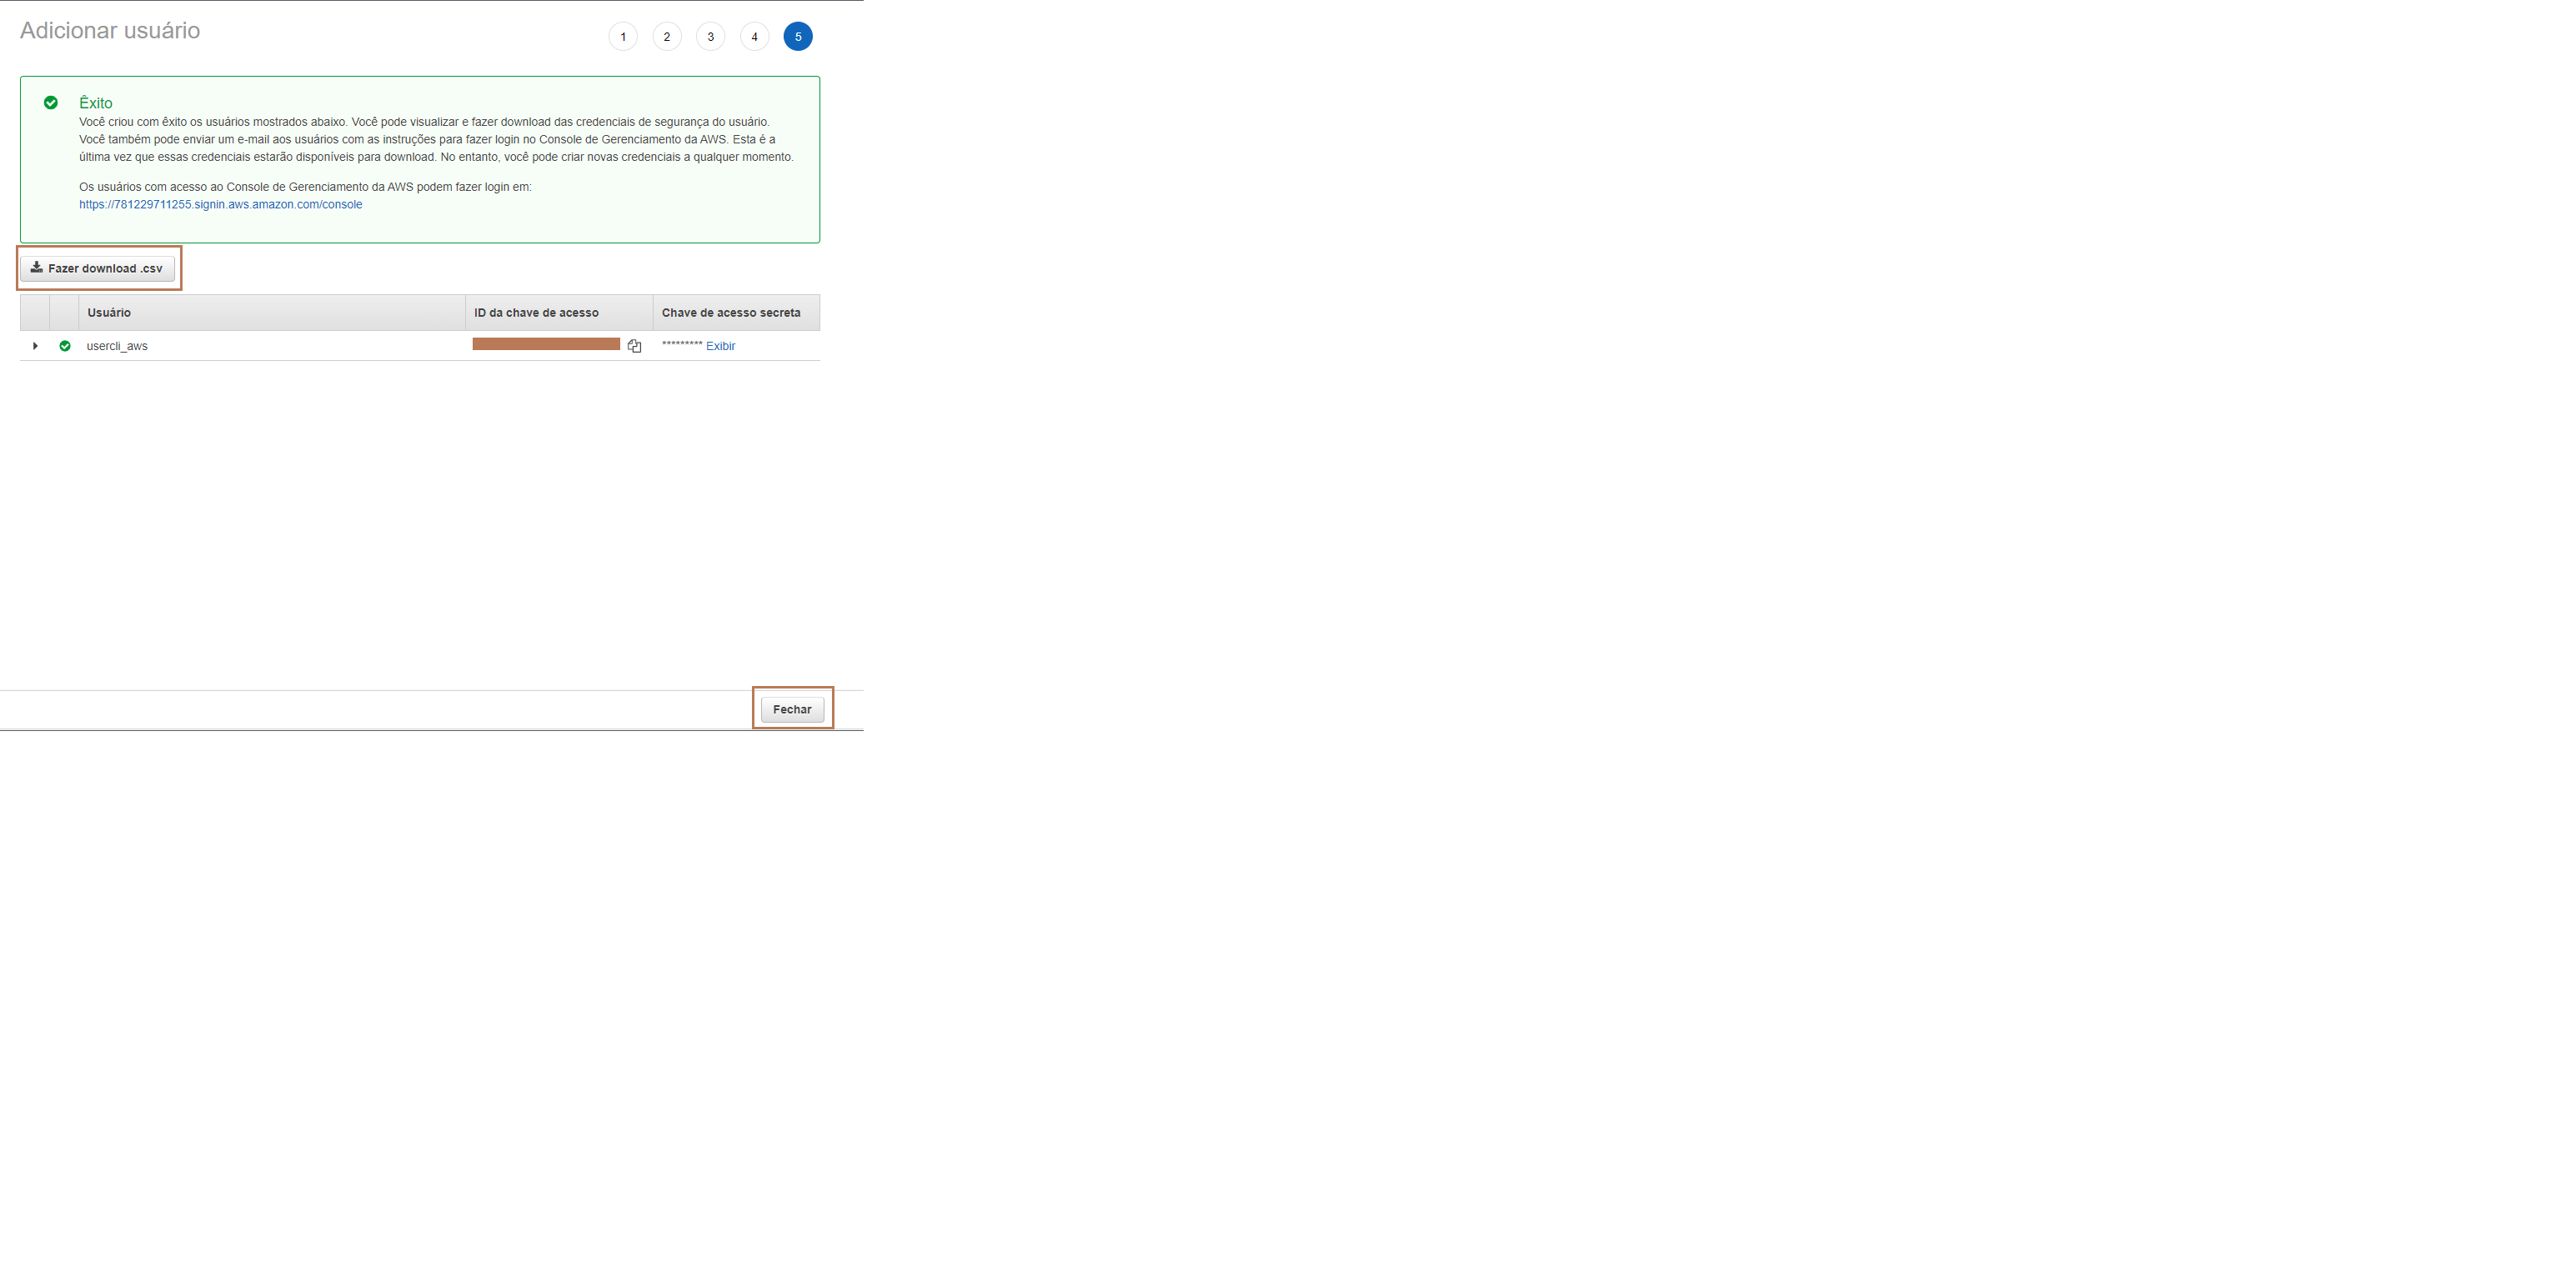 Adicionar usuário
1 2 3 4 5
Êxito
Você criou com êxito os usuários mostrados abaixo. Você pode visualizar e fazer download das credenciais de segurança do usuário.
Você também pode enviar um e-mail aos usuários com as instruções para fazer login no Console de Gerenciamento da AWS. Esta é a
última vez que essas credenciais estarão disponíveis para download. No entanto, você pode criar novas credenciais a qualquer momento.
Os usuários com acesso ao Console de Gerenciamento da AWS podem fazer login em:
https://781229711255.signin.aws.amazon.com/console
Fazer download .csv
Usuário ID da chave de acesso Chave de acesso secreta
usercli_aws ********* Exibir
Fechar